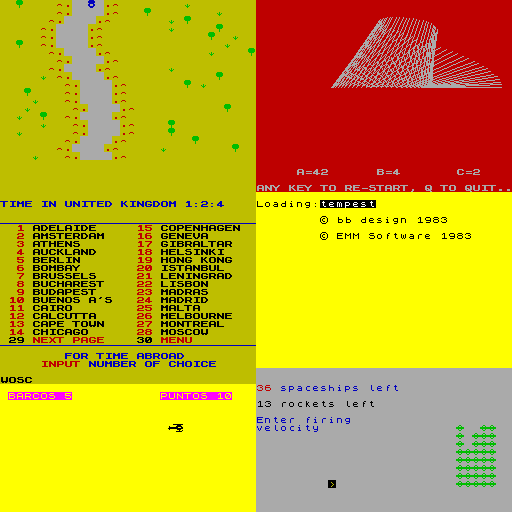 A=42 B=4 C=2
ANY KEY TO RE-START, Q TO QUIT..
TIME IN UNITED KINGDOM 1:2:4
1 ADELAIDE 15 COPENHAGEN
2 AMSTERDAM 16 GENEVA
3 ATHENS 17 GIBRALTAR
4 AUCKLAND 18 HELSINKI
5 BERLIN 19 HONG KONG
6 BOMBAY 20 ISTANBUL
7 BRUSSELS 21 LENINGRAD
8 BUCHAREST 22 LISBON
9 BUDAPEST 23 MADRAS
10 BUENOS A'S 24 MADRID
11 CAIRO 25 MALTA
12 CALCUTTA 26 MELBOURNE
13 CAPE TOWN 27 MONTREAL
14 CHICAGO 28 MOSCOW
29 NEXT PAGE 30 MENU
FOR TIME ABROAD
INPUT NUMBER OF CHOICE
WOSC
Loading:tempest
© bb design 1983
© EMM Software 1983
BARCOS 5 PUNTOS 10
36 spaceships left
13 rockets left
Enter firing
velocity